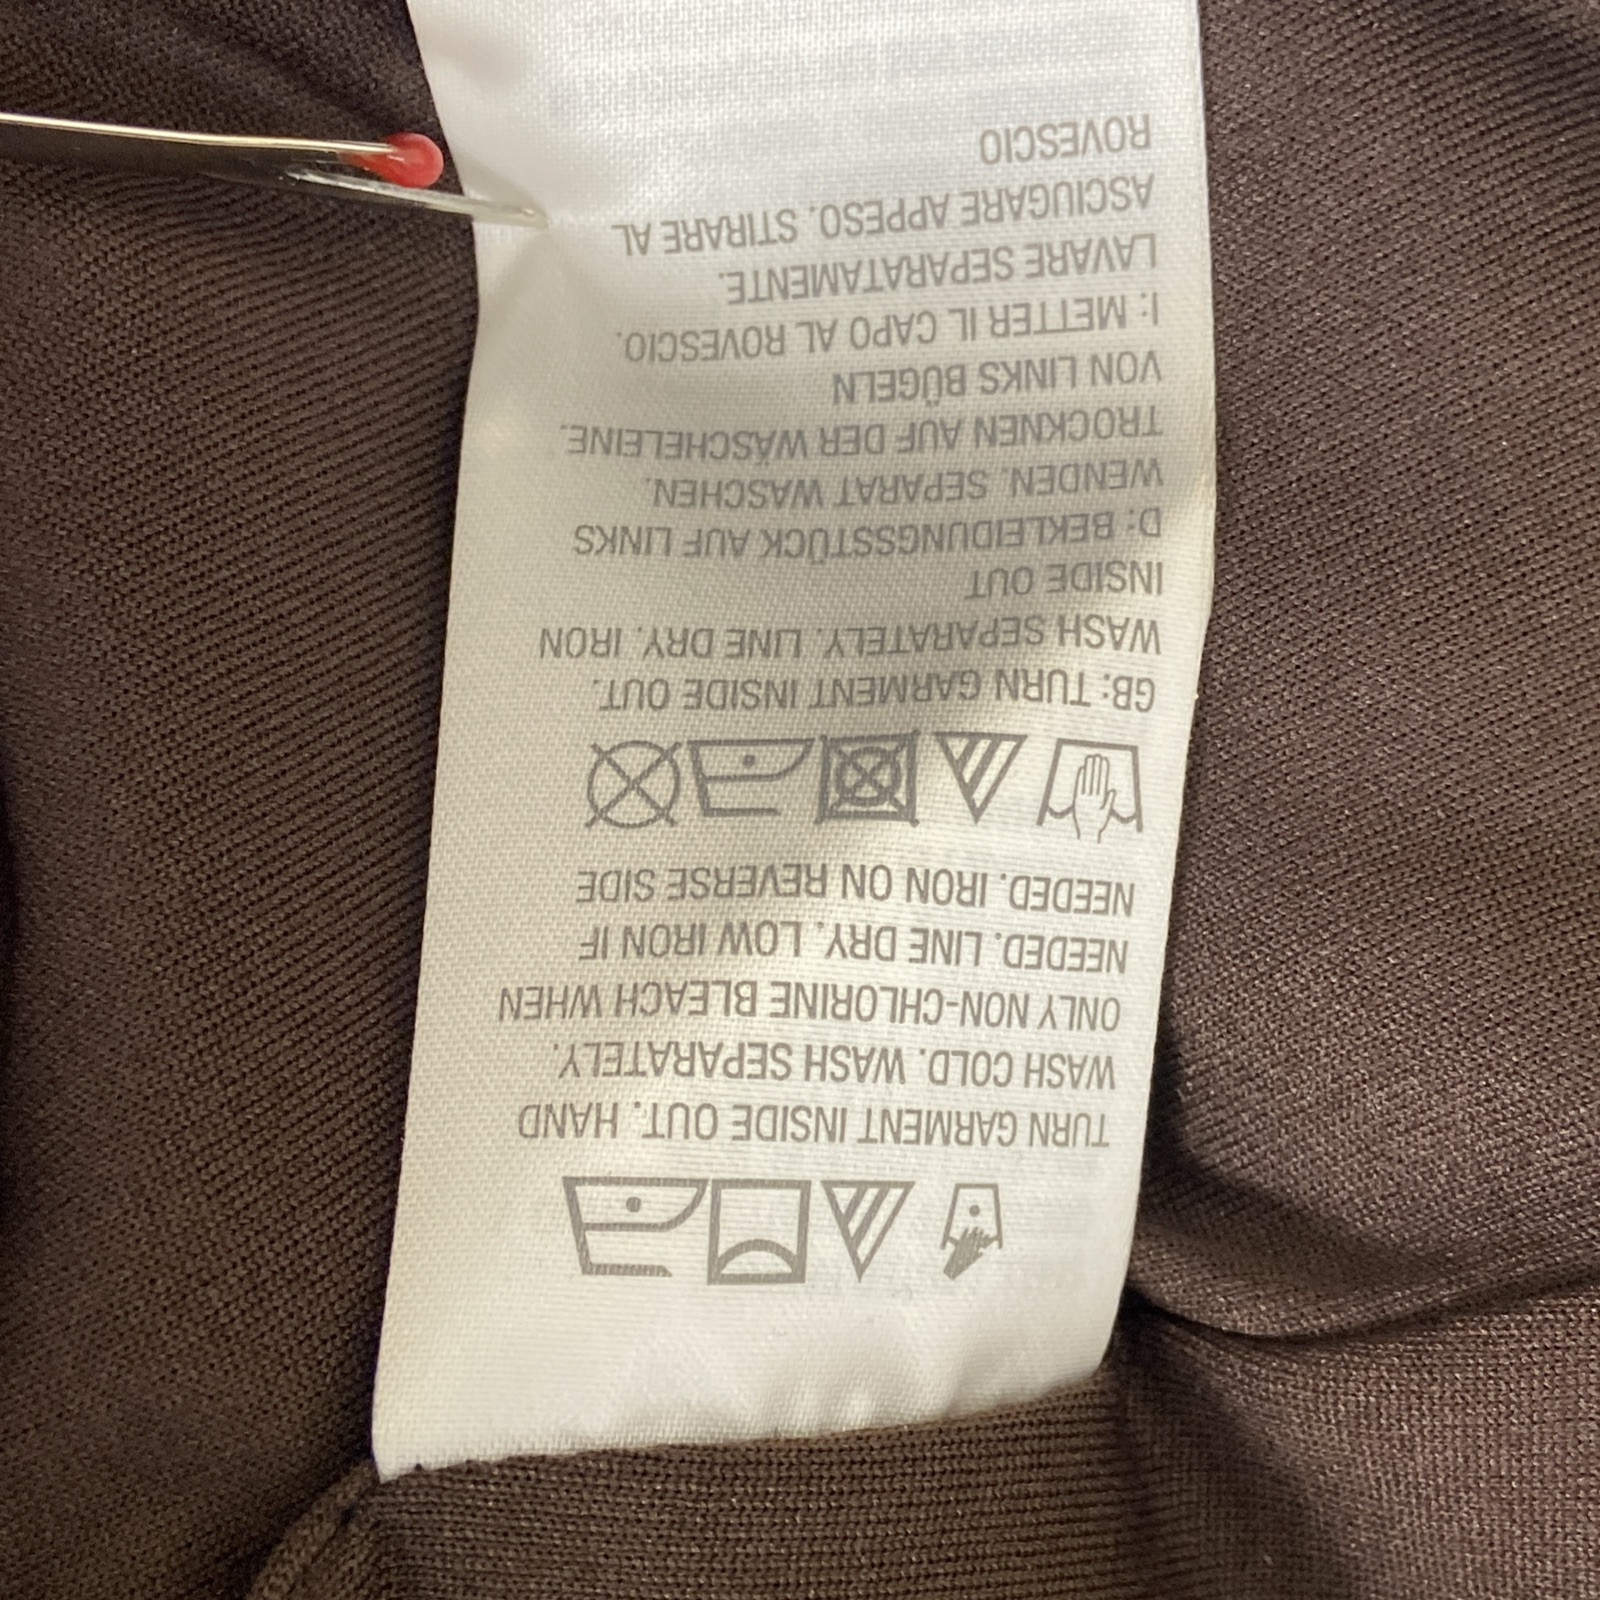 TURN GARMENT INSIDE OUT. HAND
WASH COLD. WASH SEPARATELY.
ONLY NON-CHLORINE BLEACH WHEN
NEEDED. LINE DRY. LOW IRON IF
NEEDED. IRON ON REVERSE SIDE
GB: TURN GARMENT INSIDE OUT.
WASH SEPARATELY. LINE DRY. IRON
INSIDE OUT
D: BEKLEIDUNGSSTÜCK AUF LINKS
WENDEN. SEPARAT WASCHEN.
TROCKNEN AUF DER WÄSCHELEINE.
VON LINKS BÜGELN
I: METTER IL CAPO AL ROVESCIO.
LAVARE SEPARATAMENTE.
ASCIUGARE APPESO. STIRARE AL
ROVESCIO